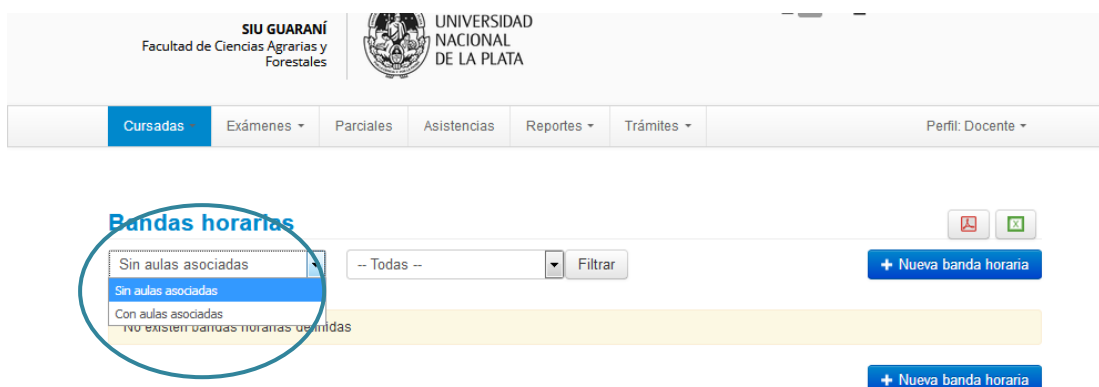 SIU GUARANÍ
Facultad de Ciencias Agrarias y
Forestales
UNIVERSIDAD
NACIONAL
DE LA PLATA
Cursadas Exámenes Parciales Asistencias Reportes Trámites Perfil: Docente
Bandas horarias
Sin aulas asociadas -- Todas -- Filtrar + Nueva banda horaria
Sin aulas asociadas
Con aulas asociadas
No existen bandas horarias definidas
+ Nueva banda horaria